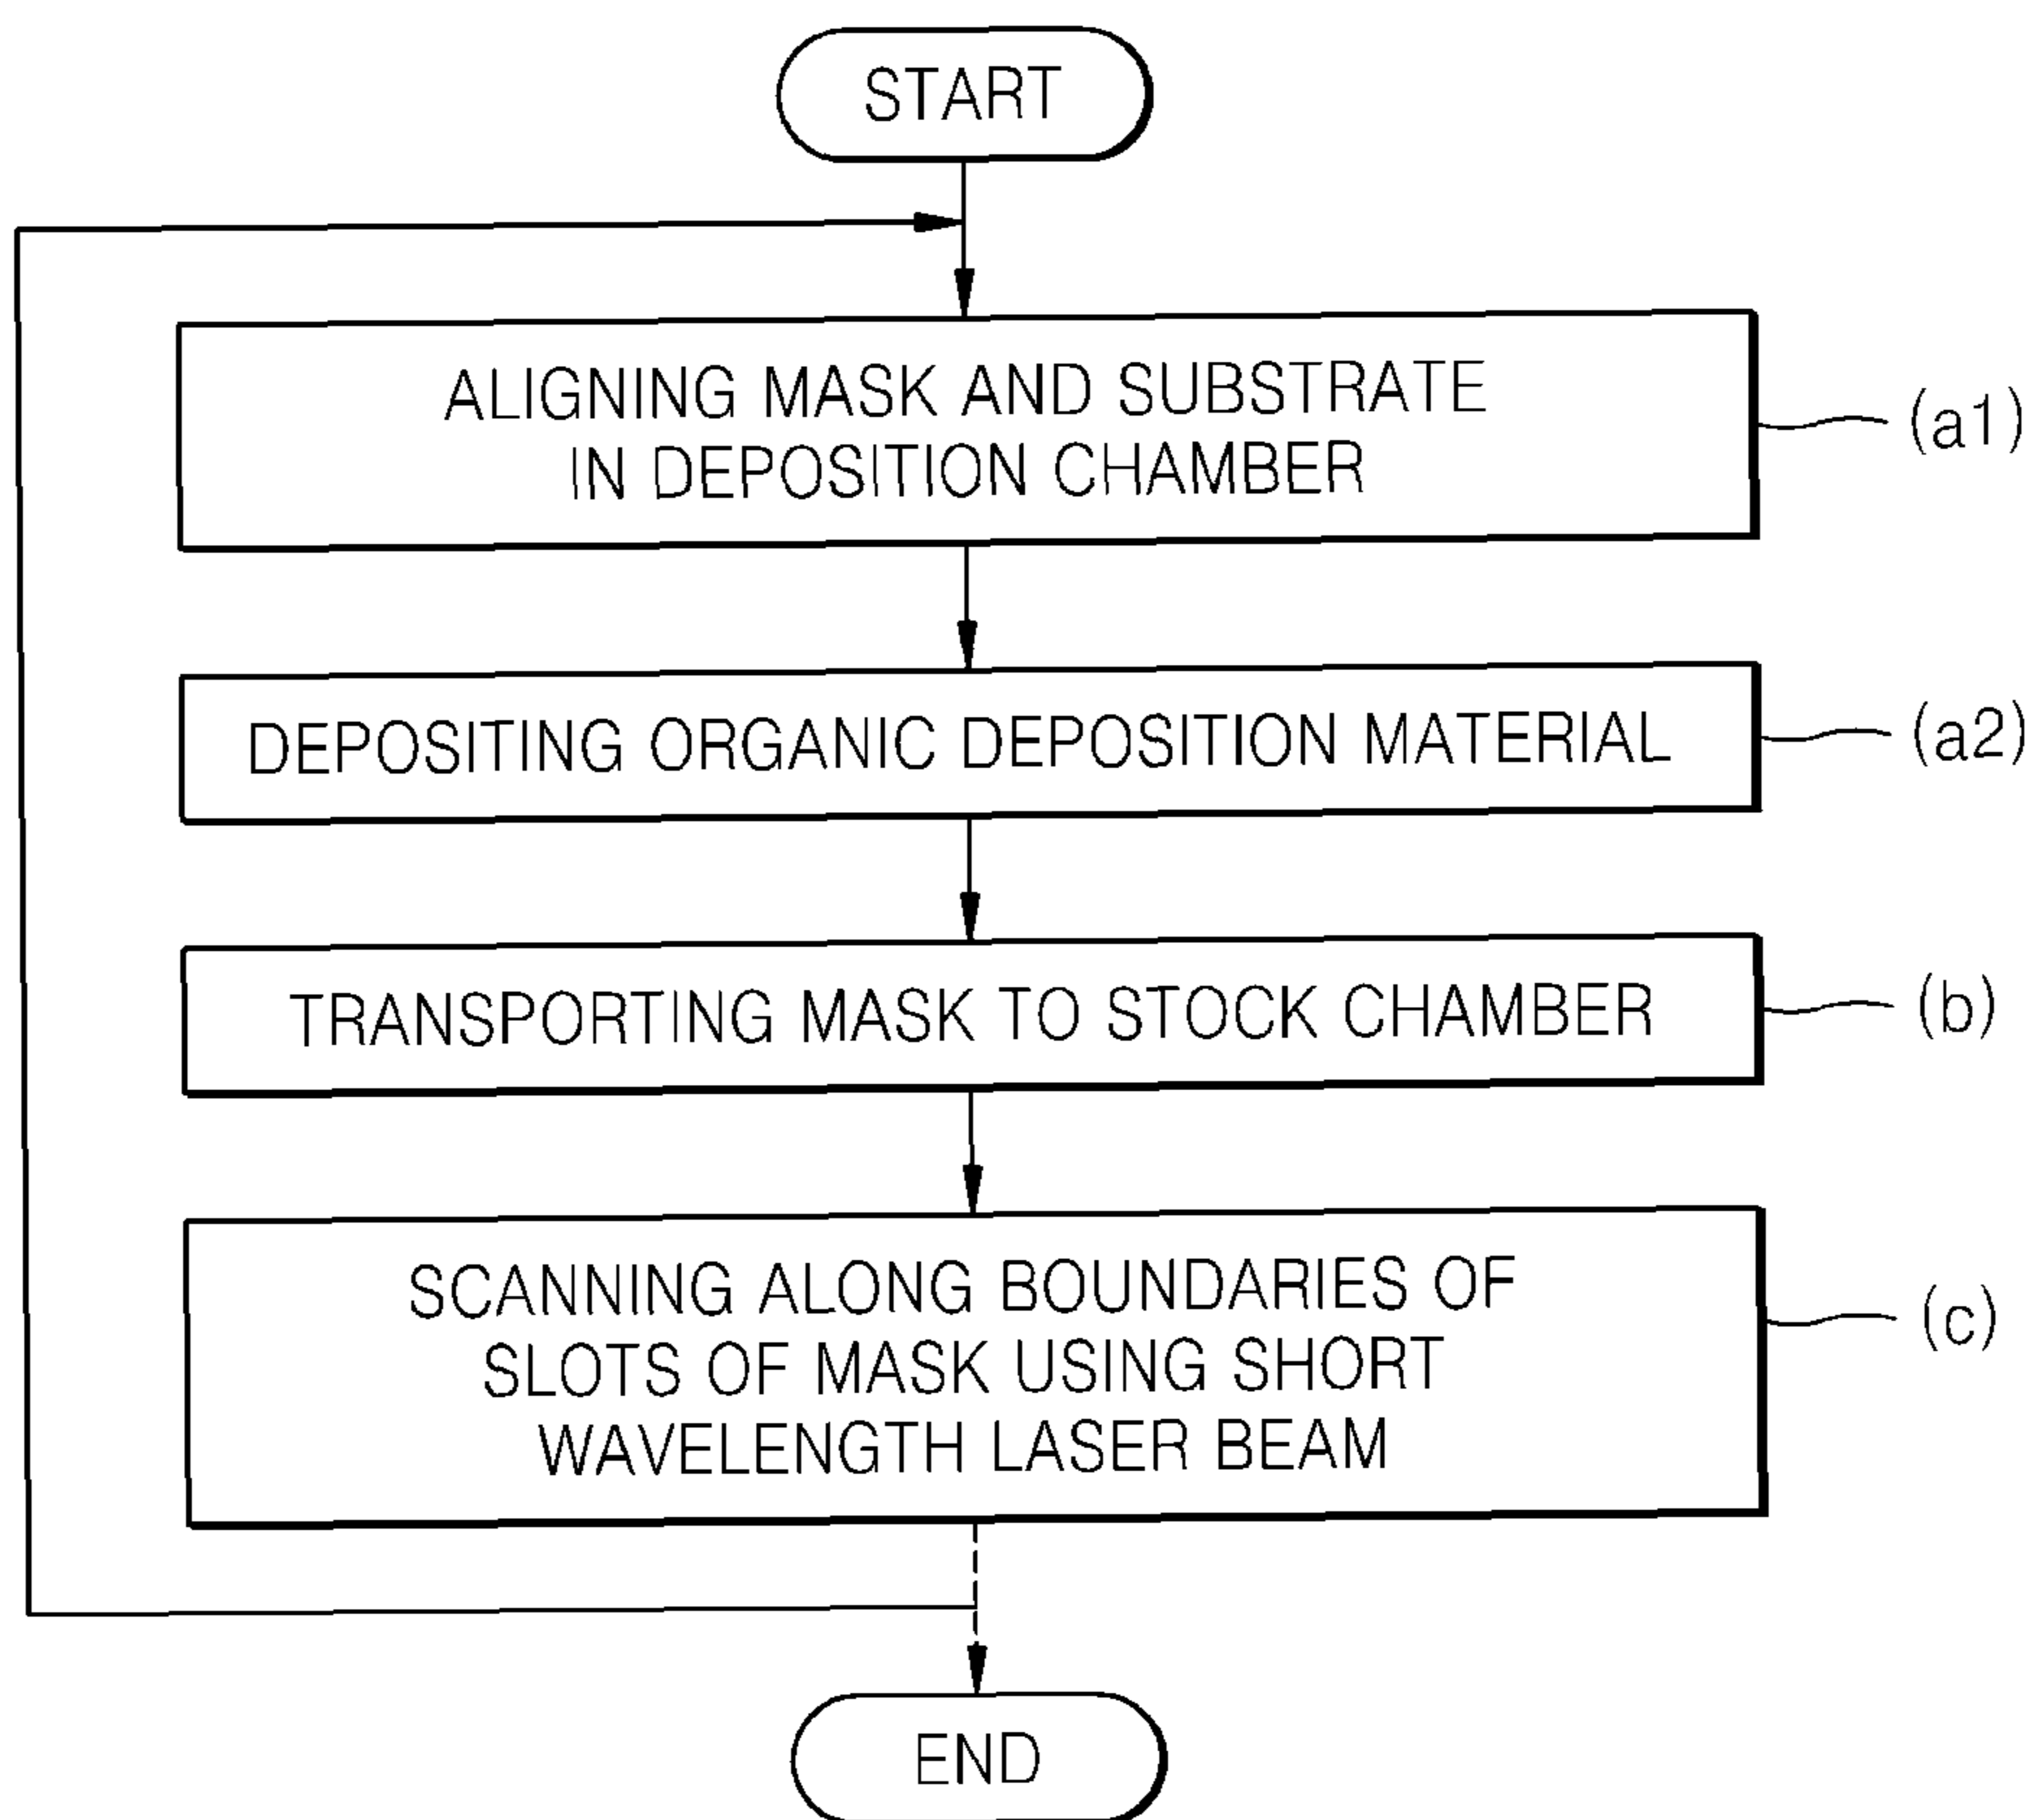 START
ALIGNING MASK AND SUBSTRATE
IN DEPOSITION CHAMBER
(a1)
DEPOSITING ORGANIC DEPOSITION MATERIAL
(a2)
TRANSPORTING MASK TO STOCK CHAMBER
(b)
SCANNING ALONG BOUNDARIES OF
SLOTS OF MASK USING SHORT
WAVELENGTH LASER BEAM
(c)
END